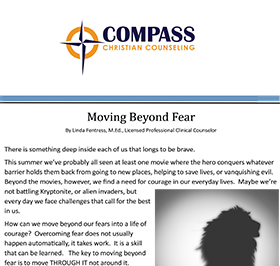 COMPASS
CHRISTIAN COUNSELING
Moving Beyond Fear
By Linda Fentress, M.Ed., Licensed Professional Clinical Counselor
There is something deep inside each of us that longs to be brave.
This summer we've probably all seen at least one movie where the hero conquers whatever
barrier holds them back from going to new places, helping to save lives, or vanquishing evil.
Beyond the movies, however, we find a need for courage in our everyday lives. Maybe we're
not battling Kryptonite, or alien invaders, but
every day we face challenges that call for the best
in us.
How can we move beyond our fears into a life of
courage? Overcoming fear does not usually
happen automatically, it takes work. It is a skill
that can be learned. The key to moving beyond
fear is to move THROUGH IT not around it.